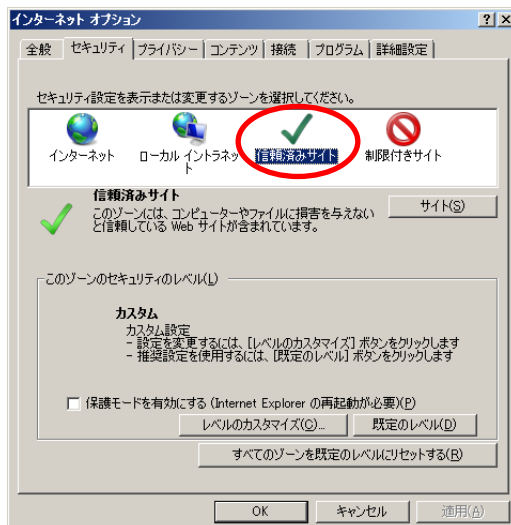 インターネット オプション
全般 セキュリティ プライバシー コンテンツ 接続 プログラム 詳細設定
セキュリティ設定を表示または変更するゾーンを選択してください。
インターネット ローカル イントラネッ
ト 信頼済みサイト 制限付きサイト
信頼済みサイト
このゾーンには、コンピューターやファイルに損害を与えない
と信頼している Web サイトが含まれています。
サイト(S)
このゾーンのセキュリティのレベル(L)
カスタム
カスタム設定
- 設定を変更するには、[レベルのカスタマイズ] ボタンをクリックします
- 推奨設定を使用するには、[既定のレベル] ボタンをクリックします
保護モードを有効にする (Internet Explorer の再起動が必要)(P)
レベルのカスタマイズ(C)... 既定のレベル(D)
すべてのゾーンを既定のレベルにリセットする(R)
OK キャンセル 適用(A)